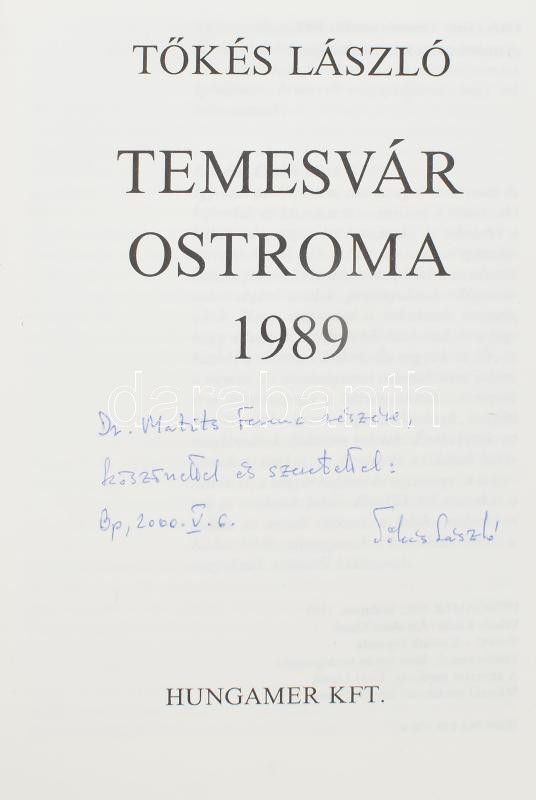 TŐKÉS LÁSZLÓ
TEMESVÁR
OSTROMA
1989
darabanth
Dr. Matits Ferenc részére,
köszönettel és szeretettel:
Bp, 2000. V. 6.
Tőkés László
HUNGAMER KFT.